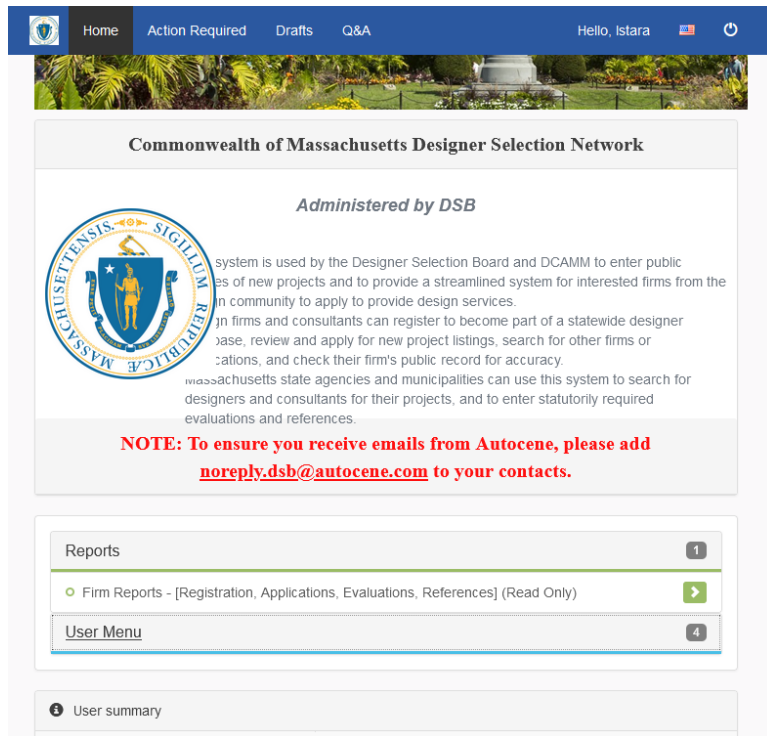 Home Action Required Drafts Q&A Hello, Istara
Commonwealth of Massachusetts Designer Selection Network
Administered by DSB
system is used by the Designer Selection Board and DCAMM to enter public
of new projects and to provide a streamlined system for interested firms from the
community to apply to provide design services.
firms and consultants can register to become part of a statewide designer
review and apply for new project listings, search for other firms or
and check their firm's public record for accuracy.
Massachusetts state agencies and municipalities can use this system to search for
designers and consultants for their projects, and to enter statutorily required
evaluations and references.
SIGILLUM REIPUBLICÆ MASSACHUSETTENSIS.
NOTE: To ensure you receive emails from Autocene, please add
noreply.dsb@autocene.com to your contacts.
Reports 1
Firm Reports - [Registration, Applications, Evaluations, References] (Read Only)
User Menu 4
User summary